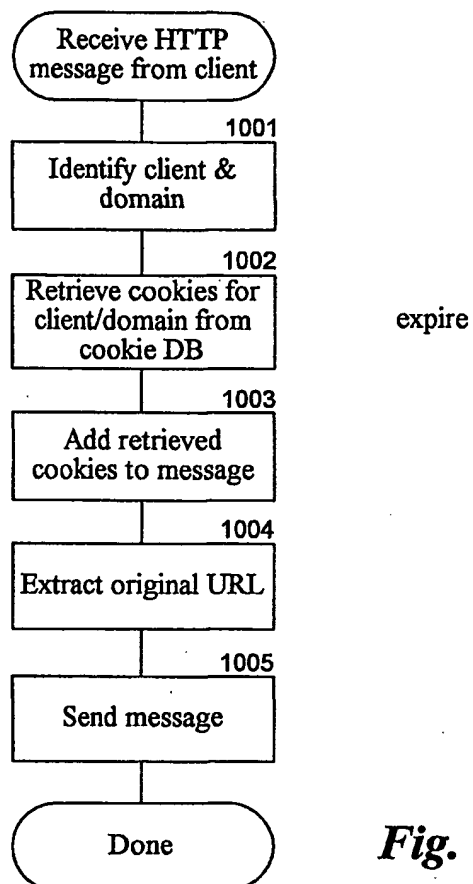 Receive HTTP
message from client
1001
Identify client &
domain
1002
Retrieve cookies for
client/domain from
cookie DB
expire
1003
Add retrieved
cookies to message
1004
Extract original URL
1005
Send message
Done
Fig.